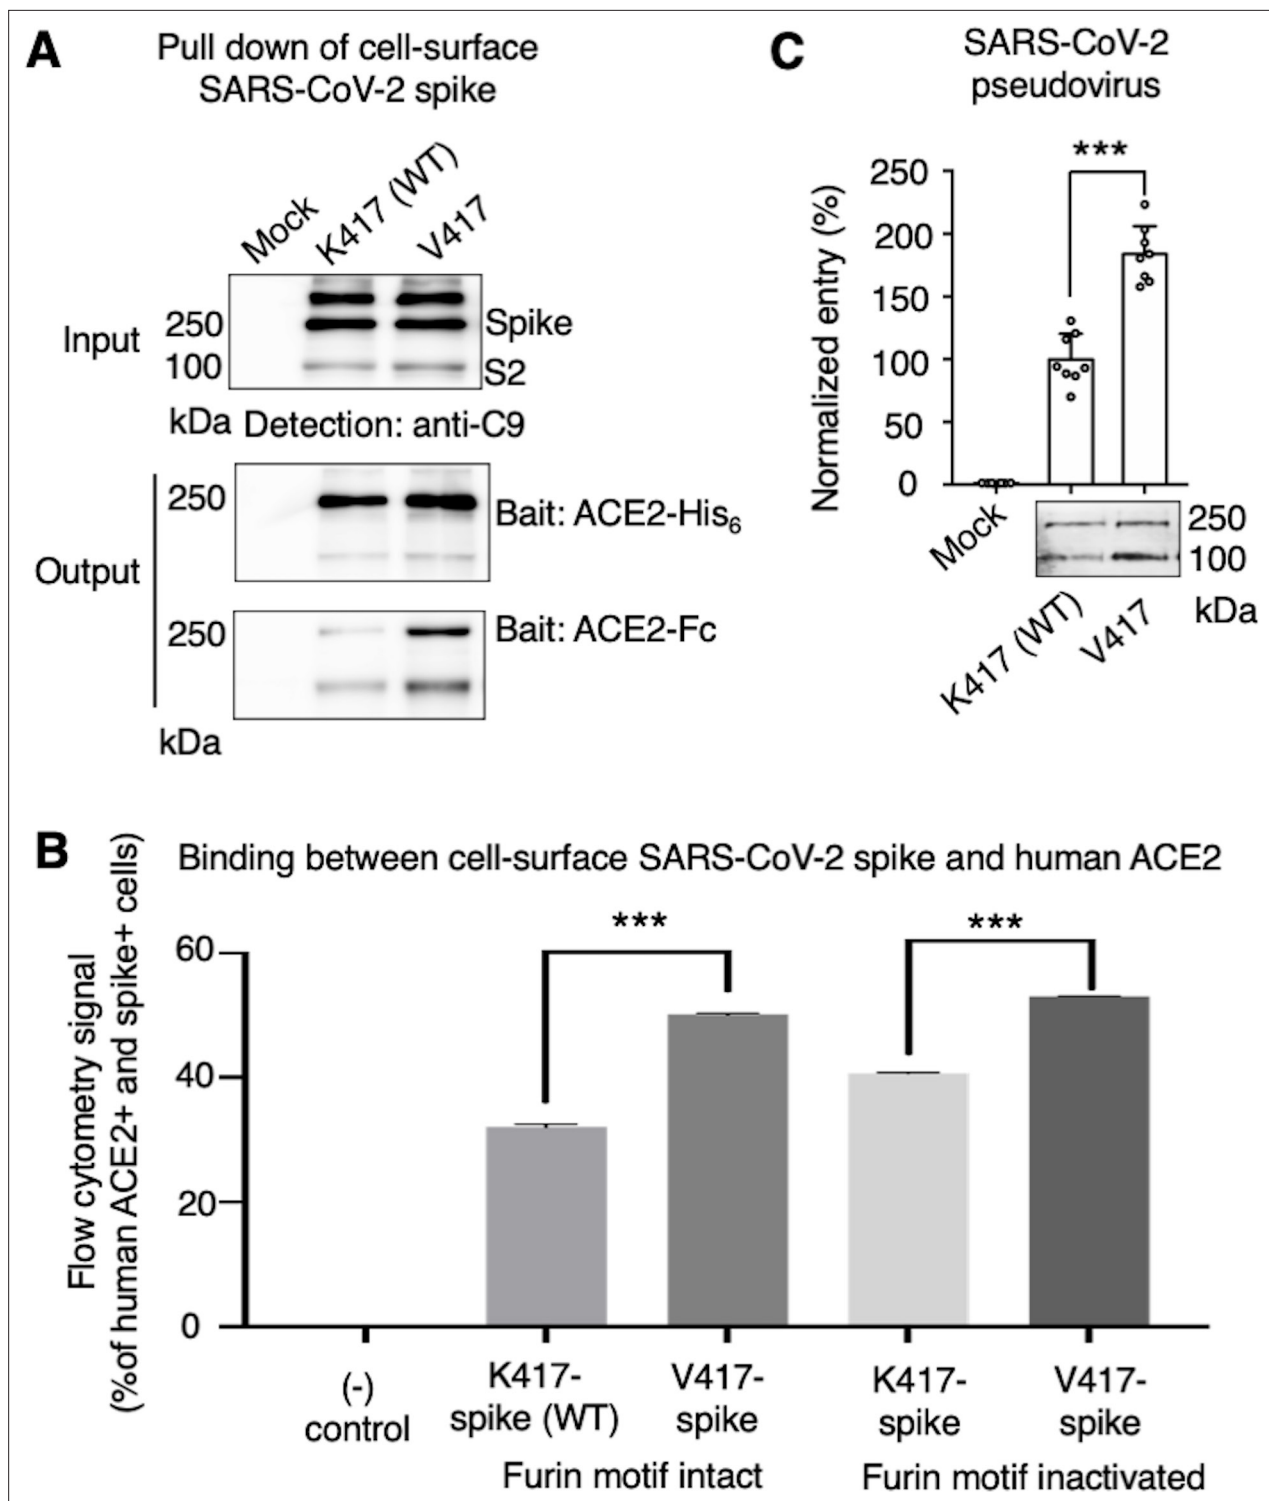 A
Pull down of cell-surface
SARS-CoV-2 spike
Mock
K417 (WT)
V417
Input
250
100
Spike
S2
kDa
Detection: anti-C9
Output
250
Bait: ACE2-His6
250
Bait: ACE2-Fc
kDa
C
SARS-CoV-2
pseudovirus
***
Normalized entry (%)
250
200
150
100
50
0
Mock
K417 (WT)
V417
250
100
kDa
B
Binding between cell-surface SARS-CoV-2 spike and human ACE2
Flow cytometry signal
(%of human ACE2+ and spike+ cells)
60
40
20
0
***
***
(-)
control
K417-
spike (WT)
V417-
spike
K417-
spike
V417-
spike
Furin motif intact
Furin motif inactivated